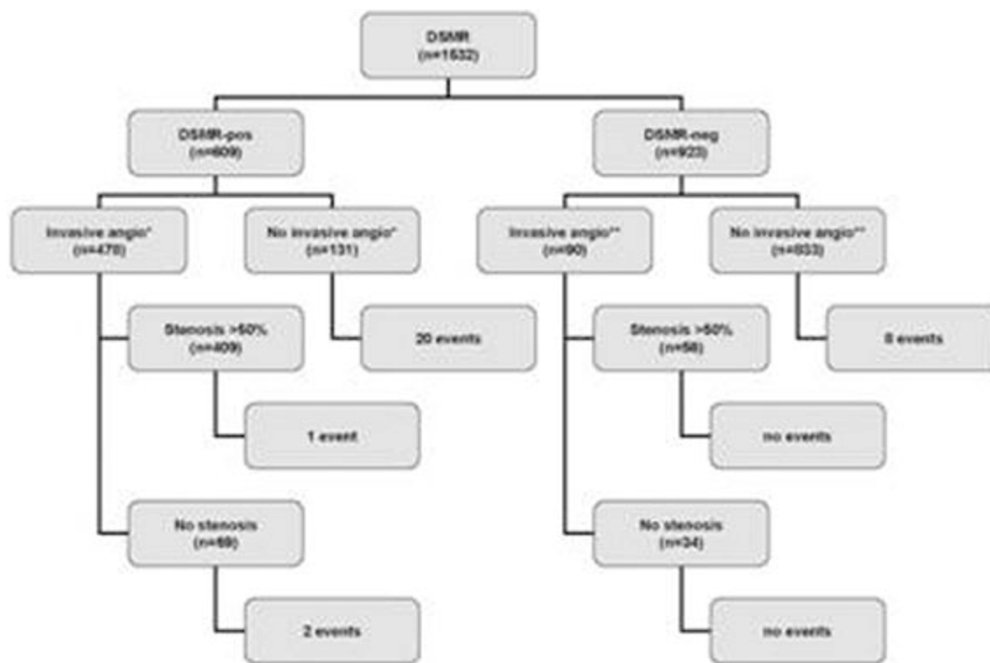 DSMR
(n=1532)
DSMR-pos
(n=609)
DSMR-neg
(n=923)
Invasive angio*
(n=478)
No invasive angio*
(n=131)
Invasive angio**
(n=90)
No invasive angio**
(n=833)
Stenosis >50%
(n=409)
20 events
Stenosis >50%
(n=56)
8 events
1 event
no events
No stenosis
(n=69)
No stenosis
(n=34)
2 events
no events